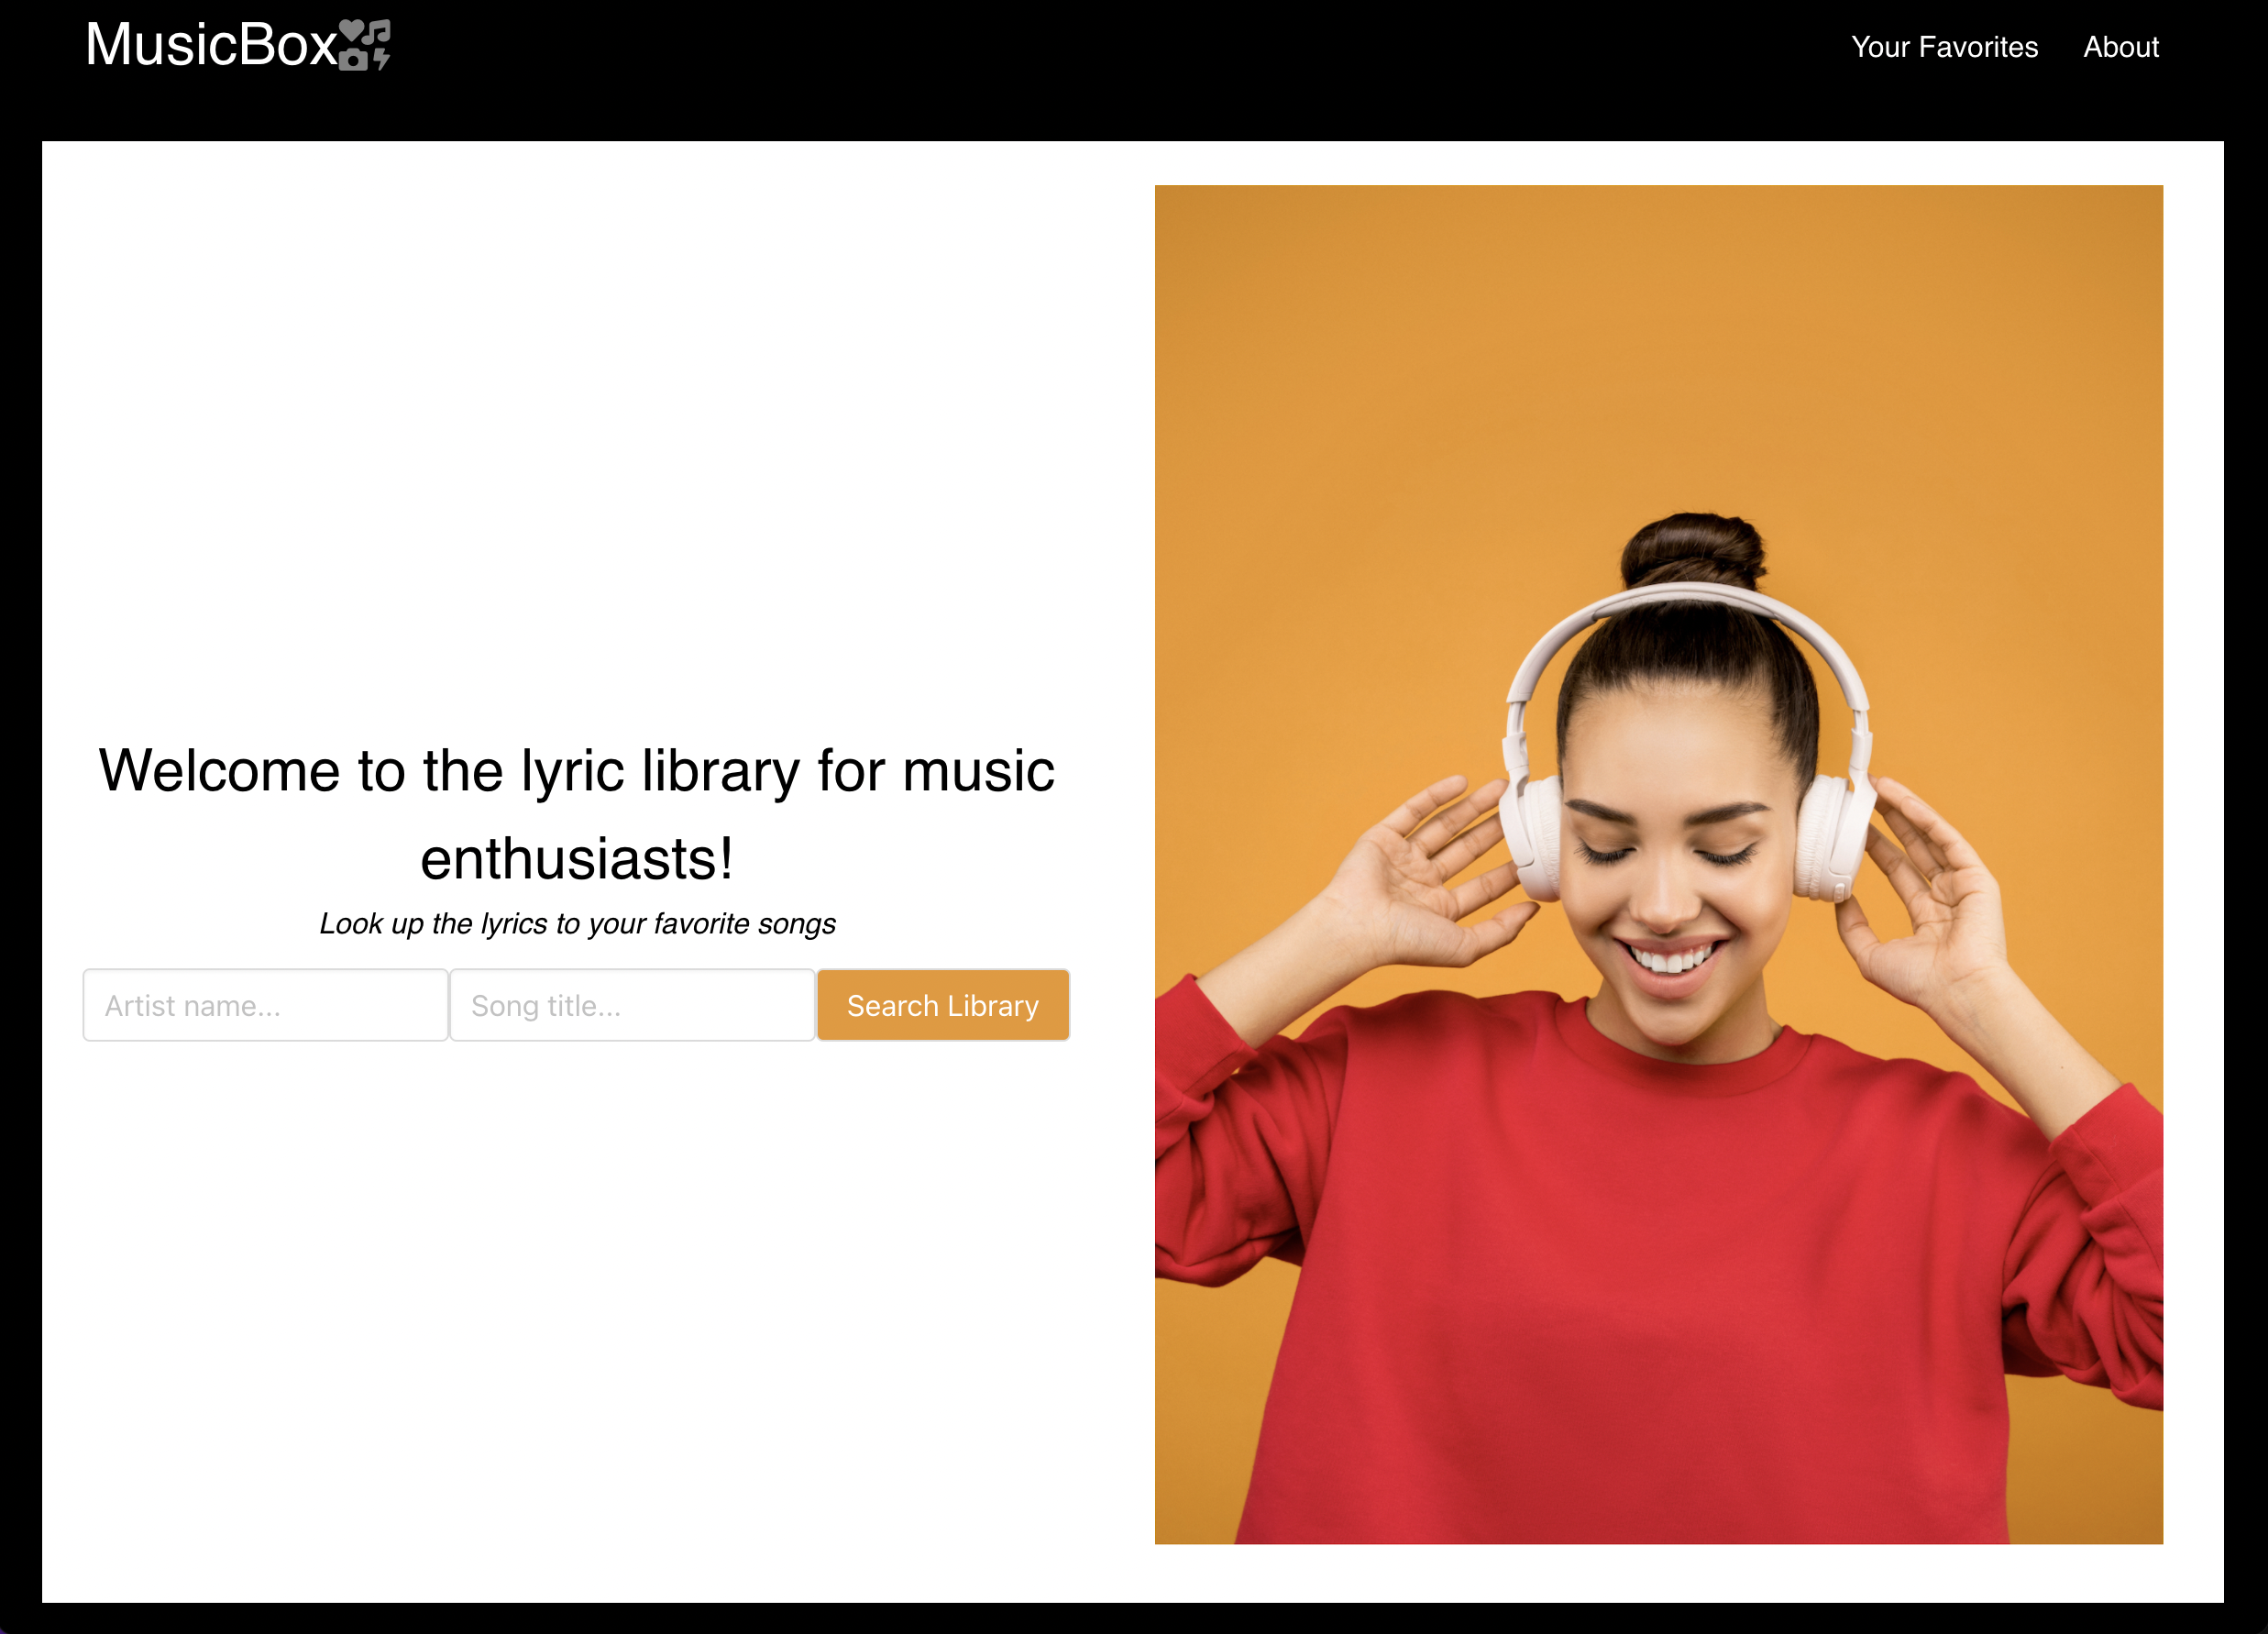 MusicBox
Your Favorites
About
Welcome to the lyric library for music
enthusiasts!
Look up the lyrics to your favorite songs
Artist name...
Song title...
Search Library